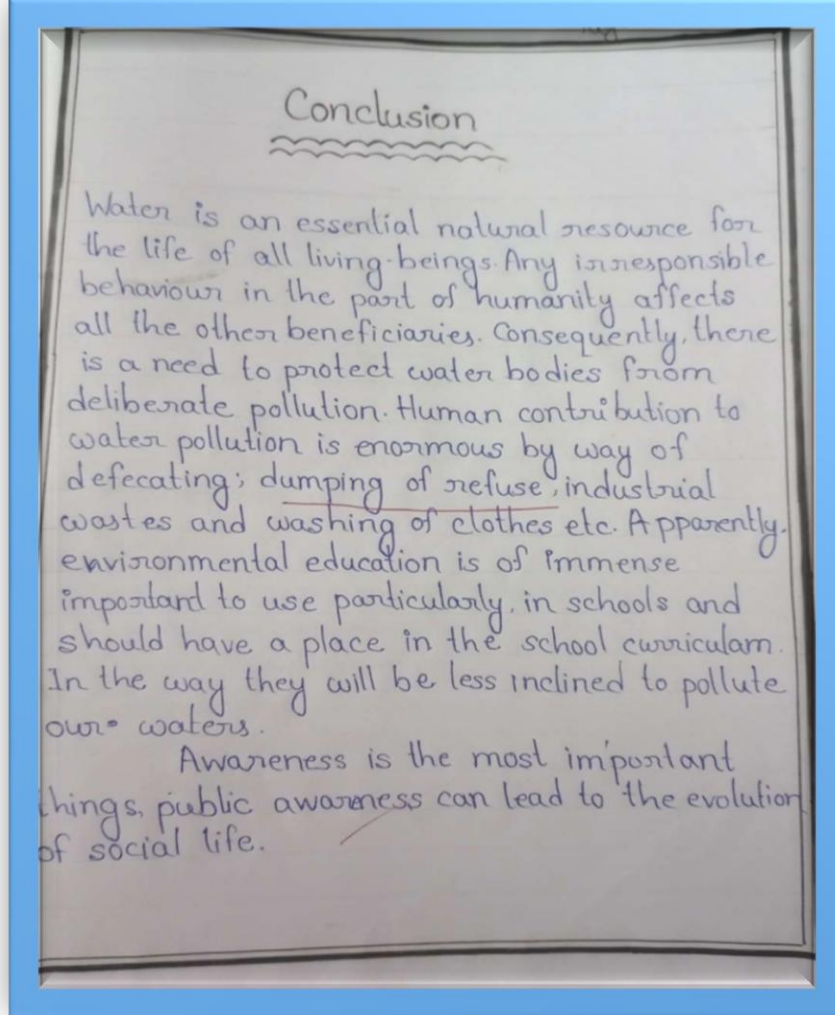 Conclusion
Water is an essential natural resource for
the life of all living-beings. Any irresponsible
behaviour in the part of humanity affects
all the other beneficiaries. Consequently, there
is a need to protect water bodies from
deliberate pollution. Human contribution to
water pollution is enormous by way of
defecating; dumping of refuse, industrial
wastes and washing of clothes etc. Apparently.
environmental education is of immense
importard to use particularly, in schools and
should have a place in the school curriculam.
In the way they will be less inclined to pollute
our waters.
Awareness is the most important
things, public awarness can lead to the evolution
of social life.